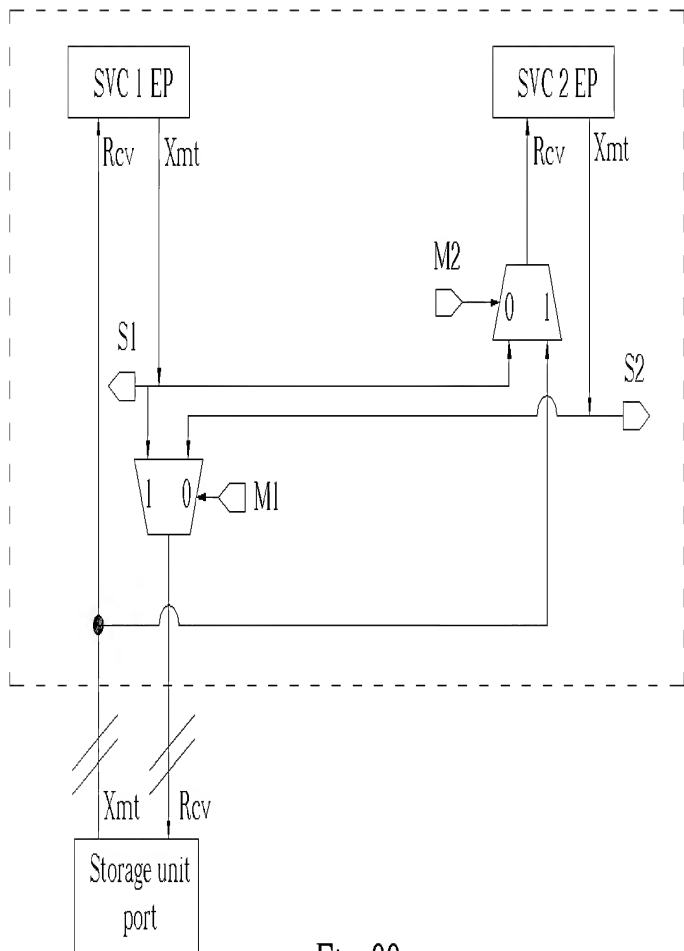 SVC 1 EP
SVC 2 EP
Rcv
Xmt
Rcv
Xmt
M2
0 1
S1
S2
1 0
M1
Xmt
Rcv
Storage unit
port